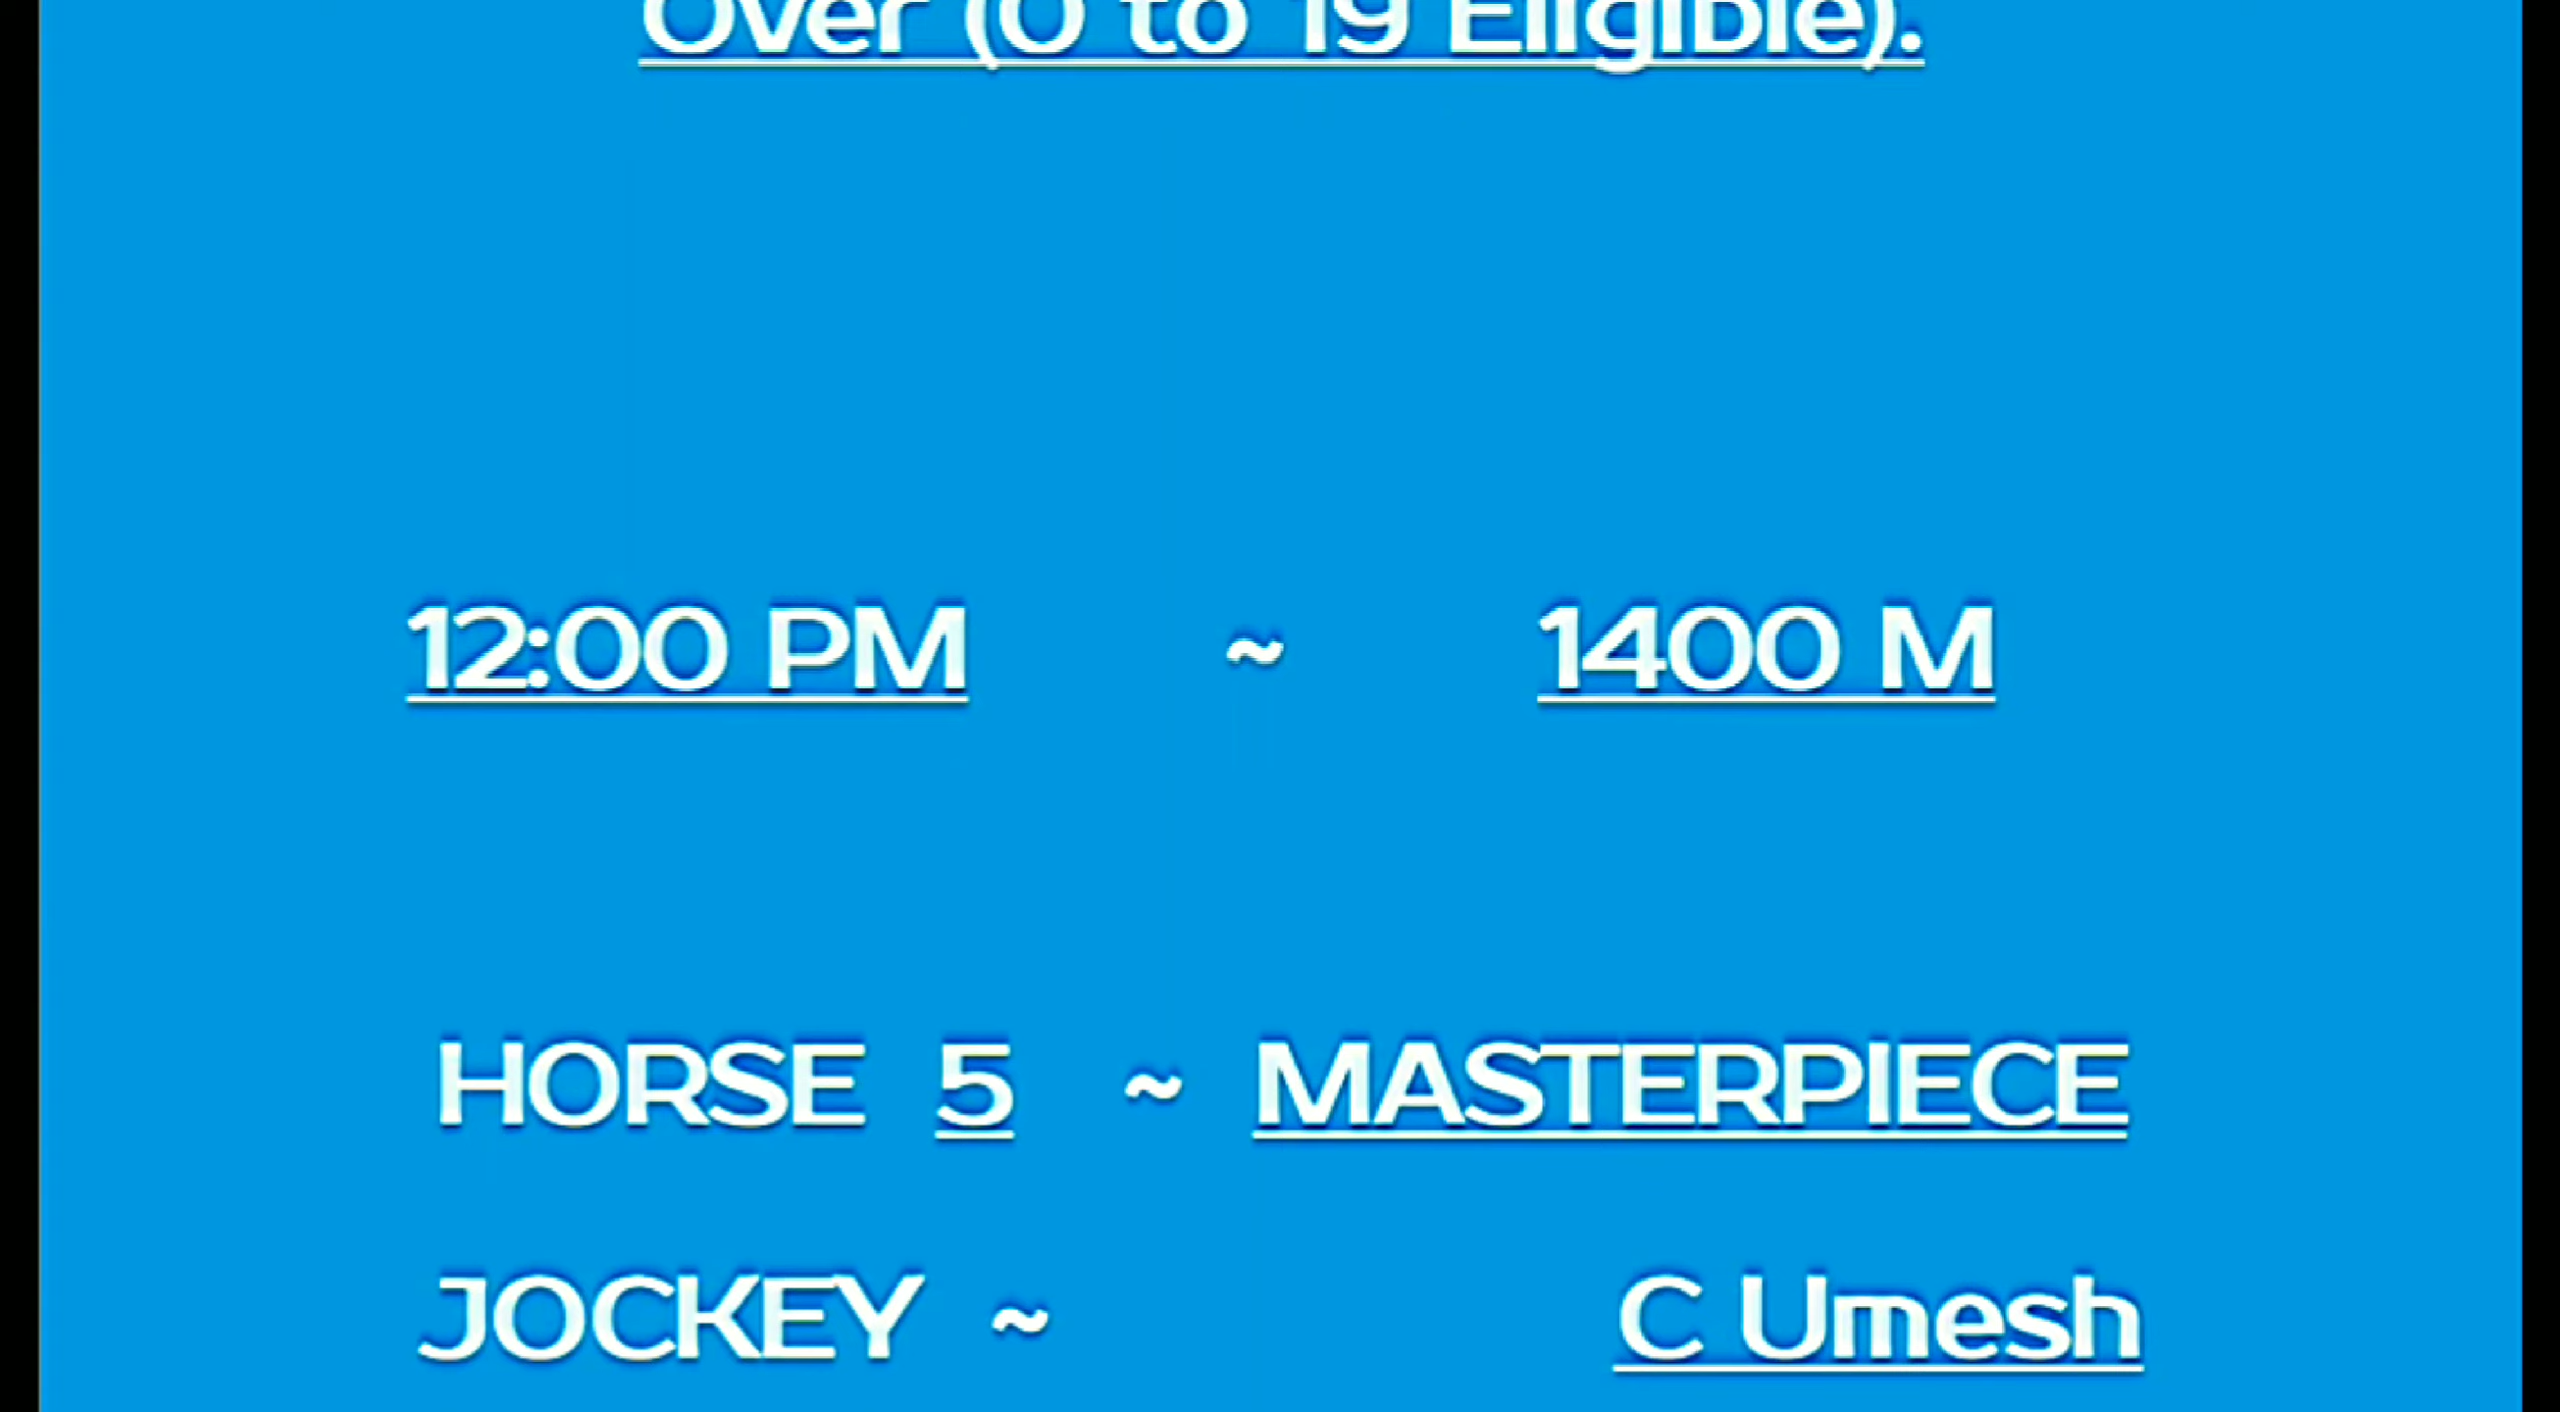 Over (0 to 19 Eligible).
12:00 PM ~ 1400 M
HORSE 5 ~ MASTERPIECE
JOCKEY ~ C Umesh